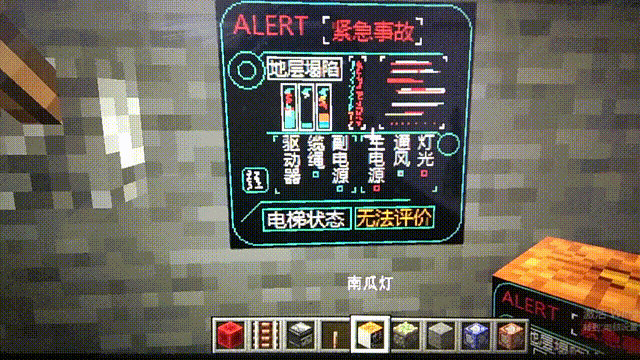 ALERT 紧急事故
地层塌陷
驱动器 缆绳 副电源 主电源 通风 灯光
电梯状态 无法评价
南瓜灯
ALERT